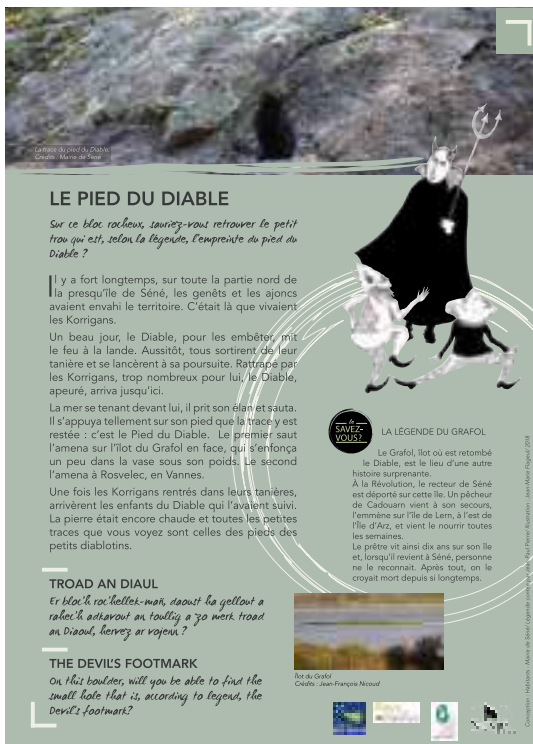 La trace du pied du Diable.
Crédits : Mairie de Séné
LE PIED DU DIABLE
Sur ce bloc rocheux, sauriez-vous retrouver le petit
trou qui est, selon la légende, l'empreinte du pied du
Diable ?
Il y a fort longtemps, sur toute la partie nord de
la presqu'île de Séné, les genêts et les ajoncs
avaient envahi le territoire. C'était là que vivaient
les Korrigans.
Un beau jour, le Diable, pour les embêter, mit
le feu à la lande. Aussitôt, tous sortirent de leur
tanière et se lancèrent à sa poursuite. Rattrapé par
les Korrigans, trop nombreux pour lui, le Diable,
apeuré, arriva jusqu'ici.
La mer se tenant devant lui, il prit son élan et sauta.
Il s'appuya tellement sur son pied que la trace y est
restée : c'est le Pied du Diable. Le premier saut
l'amena sur l'îlot du Grafol en face, qui s'enfonça
un peu dans la vase sous son poids. Le second
l'amena à Rosvelec, en Vannes.
Une fois les Korrigans rentrés dans leurs tanières,
arrivèrent les enfants du Diable qui l'avaient suivi.
La pierre était encore chaude et toutes les petites
traces que vous voyez sont celles des pieds des
petits diablotins.
TROAD AN DIAUL
Er bloc'h roc'hellek-mañ, daoust ha gellout a
rahec'h adkavout an toullig a zo merk troad
an Diaoul, hervez ar vojenn ?
THE DEVIL'S FOOTMARK
On this boulder, will you be able to find the
small hole that is, according to legend, the
Devil's footmark?
le
SAVEZ-
VOUS ?
LA LÉGENDE DU GRAFOL
Le Grafol, îlot où est retombé
le Diable, est le lieu d'une autre
histoire surprenante.
À la Révolution, le recteur de Séné
est déporté sur cette île. Un pêcheur
de Cadouarn vient à son secours,
l'emmène sur l'île de Lern, à l'est de
l'Île d'Arz, et vient le nourrir toutes
les semaines.
Le prêtre vit ainsi dix ans sur son île
et, lorsqu'il revient à Séné, personne
ne le reconnait. Après tout, on le
croyait mort depuis si longtemps.
Îlot du Grafol
Crédits : Jean-François Nicoud
Conception : Habitants - Mairie de Séné/ Légende contée par Jean-Paul Pierre/ Illustration : Jean-Marie Flageul/ 2018